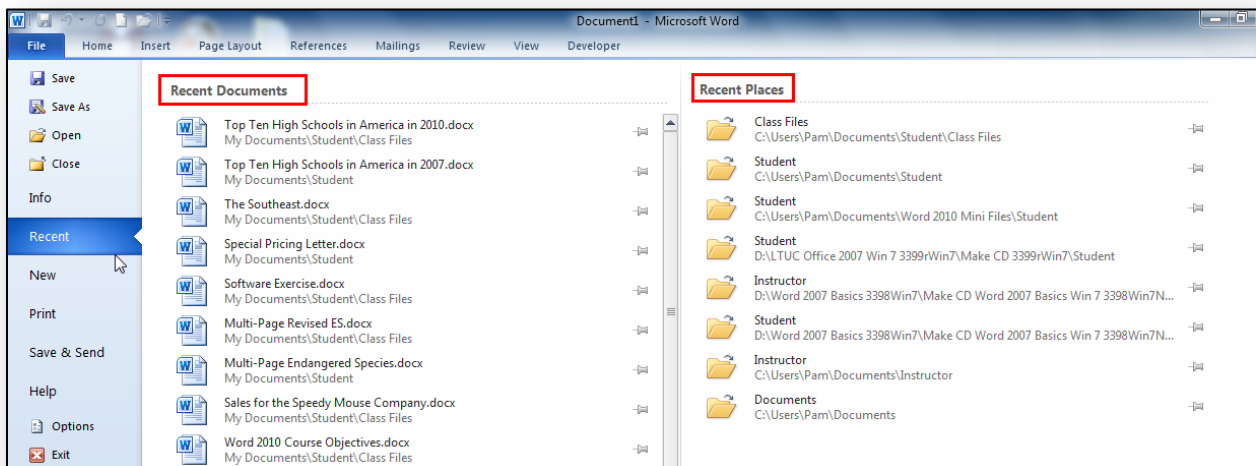 Document1 - Microsoft Word
File Home Insert Page Layout References Mailings Review View Developer
Save
Save As
Open
Close
Info
Recent
New
Print
Save & Send
Help
Options
Exit
Recent Documents
Top Ten High Schools in America in 2010.docx
My Documents\Student\Class Files
Top Ten High Schools in America in 2007.docx
My Documents\Student
The Southeast.docx
My Documents\Student\Class Files
Special Pricing Letter.docx
My Documents\Student
Software Exercise.docx
My Documents\Student\Class Files
Multi-Page Revised ES.docx
My Documents\Student\Class Files
Multi-Page Endangered Species.docx
My Documents\Student
Sales for the Speedy Mouse Company.docx
My Documents\Student\Class Files
Word 2010 Course Objectives.docx
My Documents\Student\Class Files
Recent Places
Class Files
C:\Users\Pam\Documents\Student\Class Files
Student
C:\Users\Pam\Documents\Student
Student
C:\Users\Pam\Documents\Word 2010 Mini Files\Student
Student
D:\LTUC Office 2007 Win 7 3399rWin7\Make CD 3399rWin7\Student
Instructor
D:\Word 2007 Basics 3398Win7\Make CD Word 2007 Basics Win 7 3398Win7N...
Student
D:\Word 2007 Basics 3398Win7\Make CD Word 2007 Basics Win 7 3398Win7N...
Instructor
C:\Users\Pam\Documents\Instructor
Documents
C:\Users\Pam\Documents